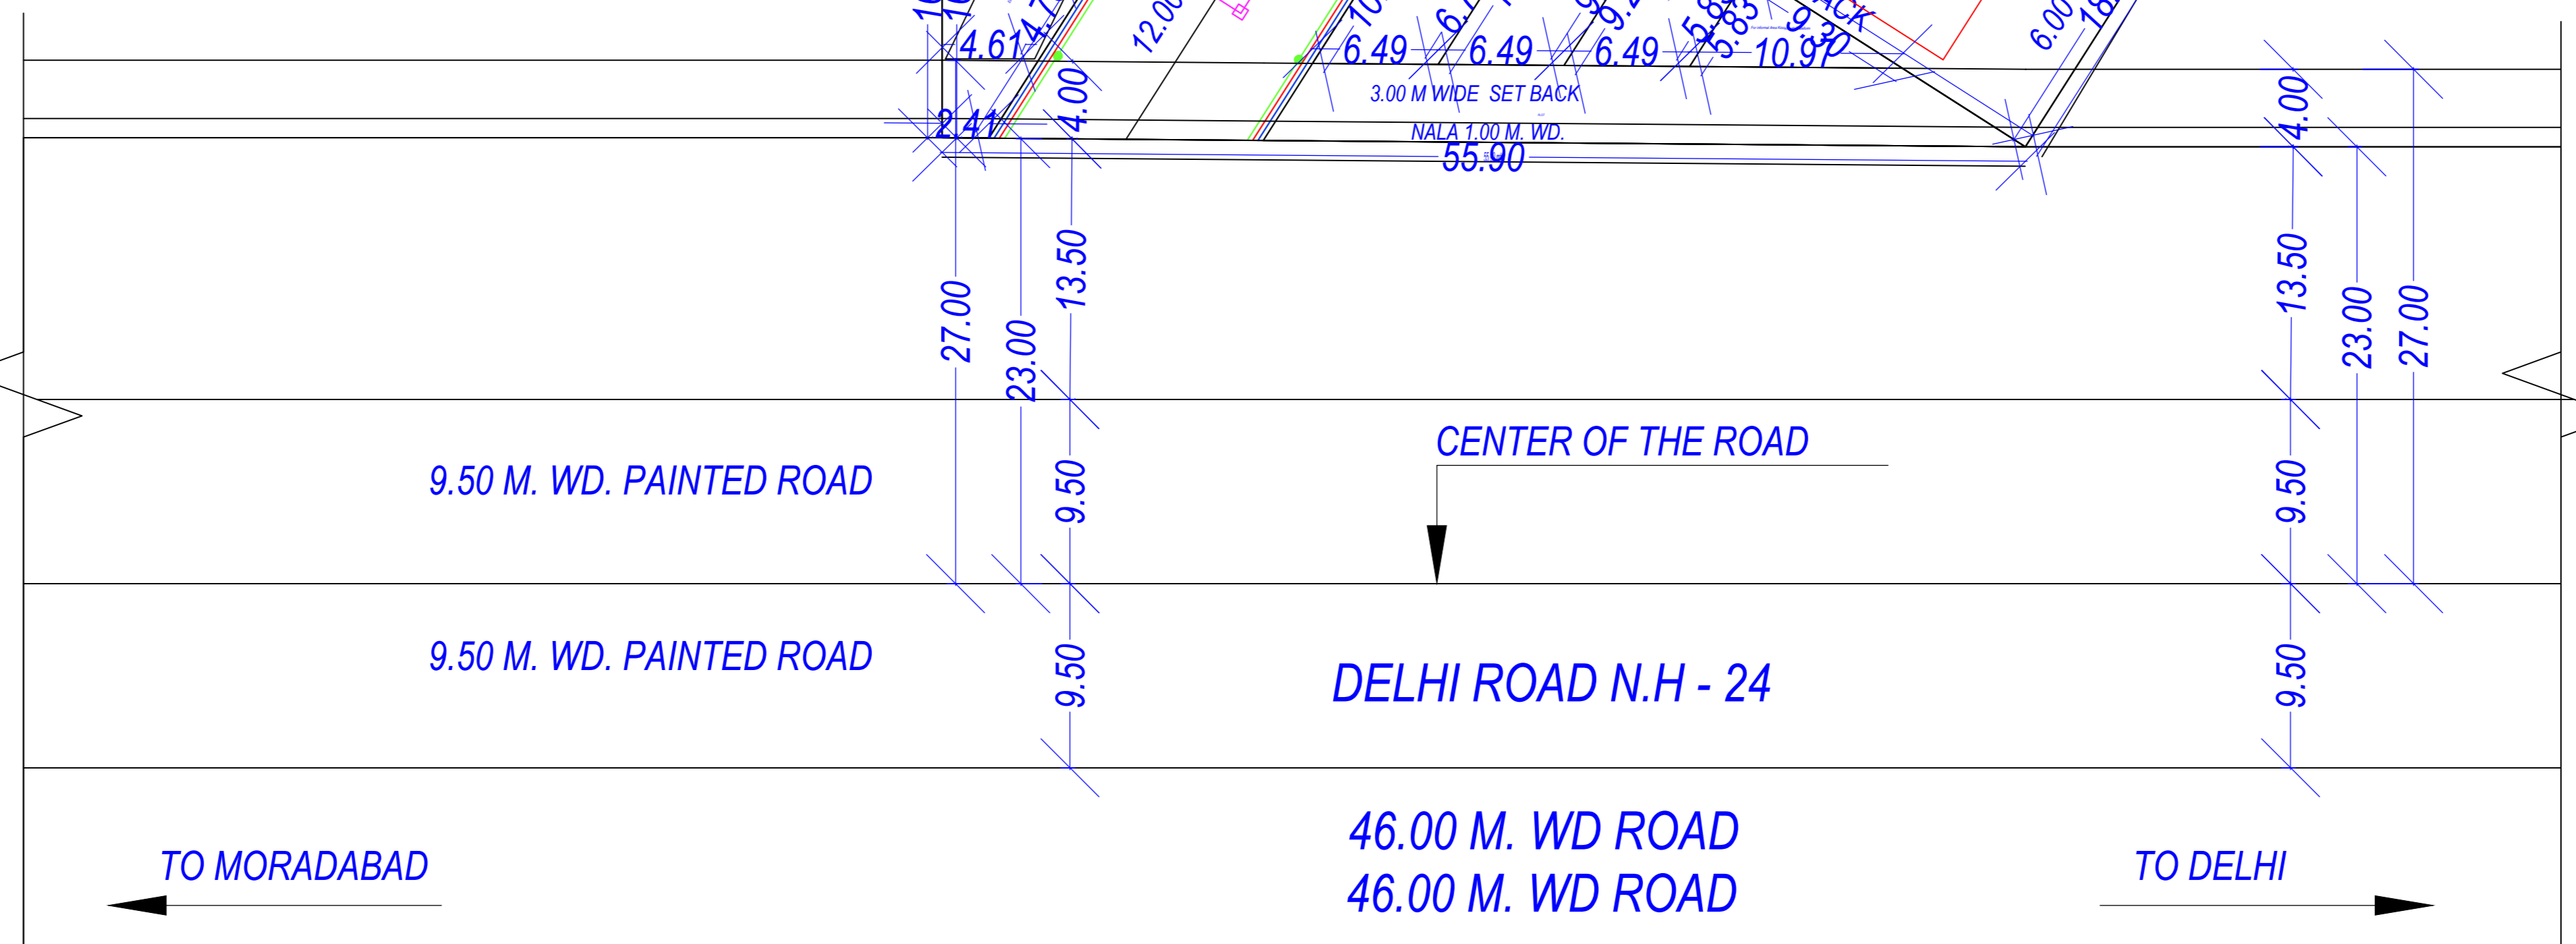 12.00
6.00
4.61
6.49
6.49
6.49
5.83
10.97
9.30
3.00 M WIDE SET BACK
4.00
4.00
2.41
NALA 1.00 M. WD.
55.90
13.50
13.50
27.00
23.00
23.00
27.00
CENTER OF THE ROAD
9.50 M. WD. PAINTED ROAD
9.50
9.50
9.50 M. WD. PAINTED ROAD
9.50
9.50
DELHI ROAD N.H - 24
46.00 M. WD ROAD
46.00 M. WD ROAD
TO MORADABAD
TO DELHI